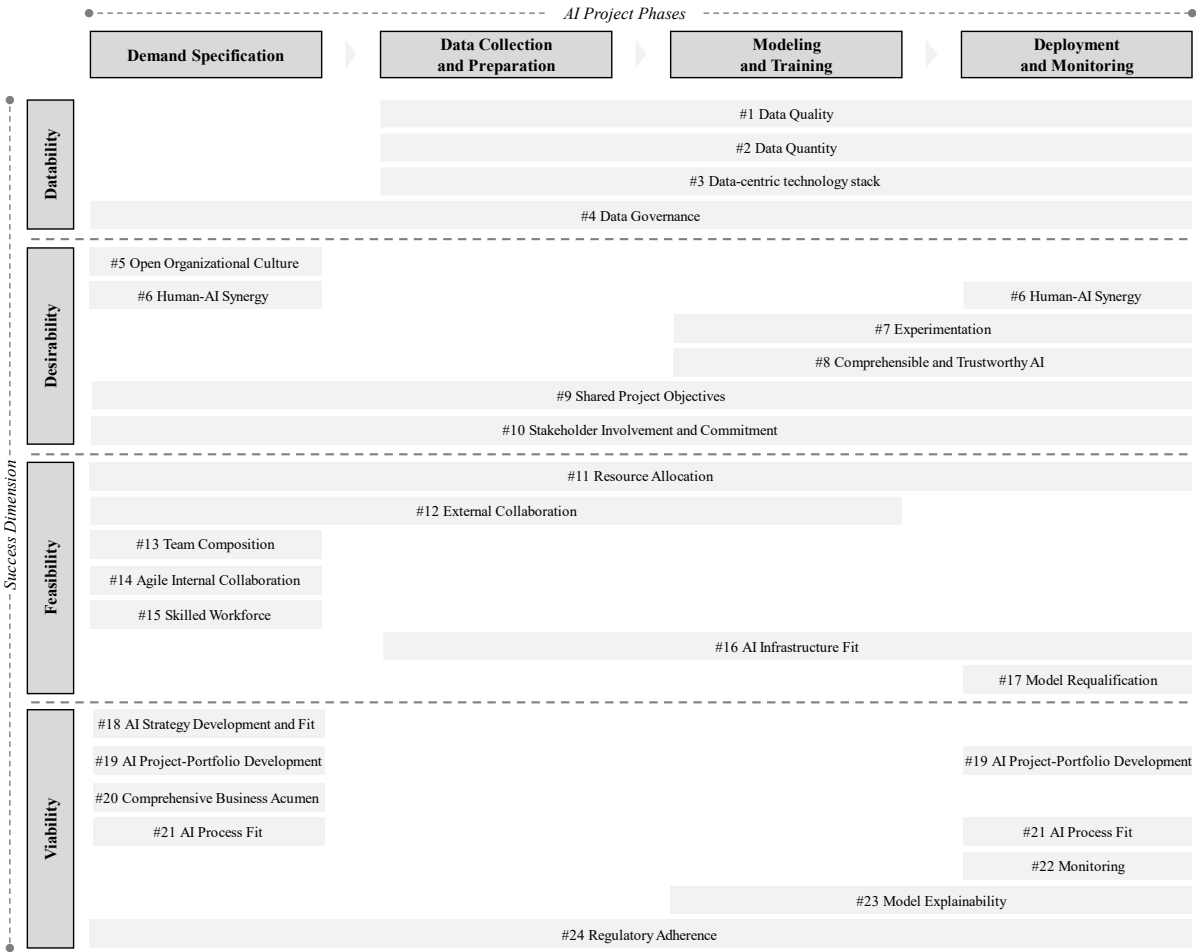 AI Project Phases
Demand Specification
Data Collection
and Preparation
Modeling
and Training
Deployment
and Monitoring
Success Dimension
Datability
#1 Data Quality
#2 Data Quantity
#3 Data-centric technology stack
#4 Data Governance
Desirability
#5 Open Organizational Culture
#6 Human-AI Synergy
#6 Human-AI Synergy
#7 Experimentation
#8 Comprehensible and Trustworthy AI
#9 Shared Project Objectives
#10 Stakeholder Involvement and Commitment
Feasibility
#11 Resource Allocation
#12 External Collaboration
#13 Team Composition
#14 Agile Internal Collaboration
#15 Skilled Workforce
#16 AI Infrastructure Fit
#17 Model Requalification
Viability
#18 AI Strategy Development and Fit
#19 AI Project-Portfolio Development
#19 AI Project-Portfolio Development
#20 Comprehensive Business Acumen
#21 AI Process Fit
#21 AI Process Fit
#22 Monitoring
#23 Model Explainability
#24 Regulatory Adherence